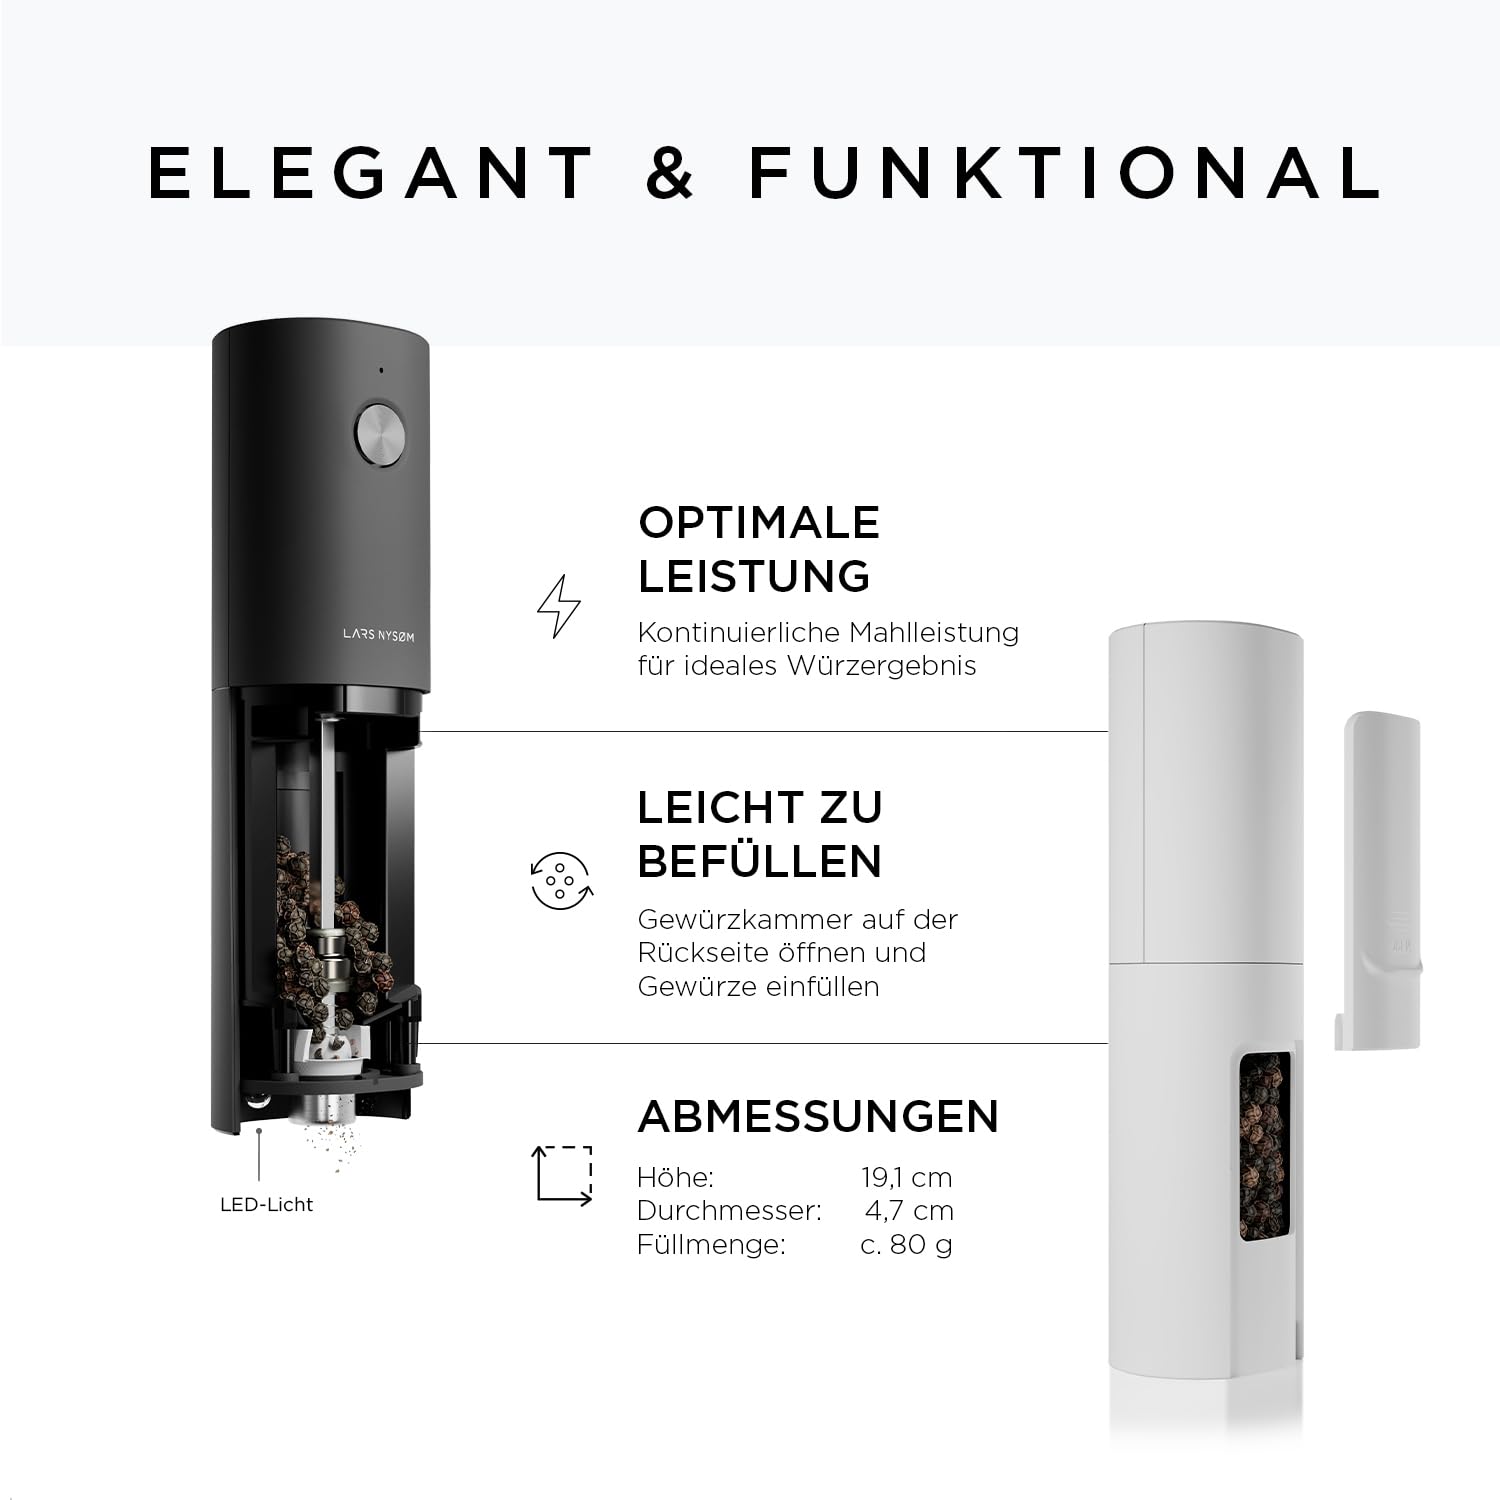 ELEGANT & FUNKTIONAL
LARS NYSØM
OPTIMALE
LEISTUNG
Kontinuierliche Mahlleistung
für ideales Würzergebnis
LEICHT ZU
BEFÜLLEN
Gewürzkammer auf der
Rückseite öffnen und
Gewürze einfüllen
ABMESSUNGEN
Höhe: 19,1 cm
Durchmesser: 4,7 cm
Füllmenge: c. 80 g
LED-Licht